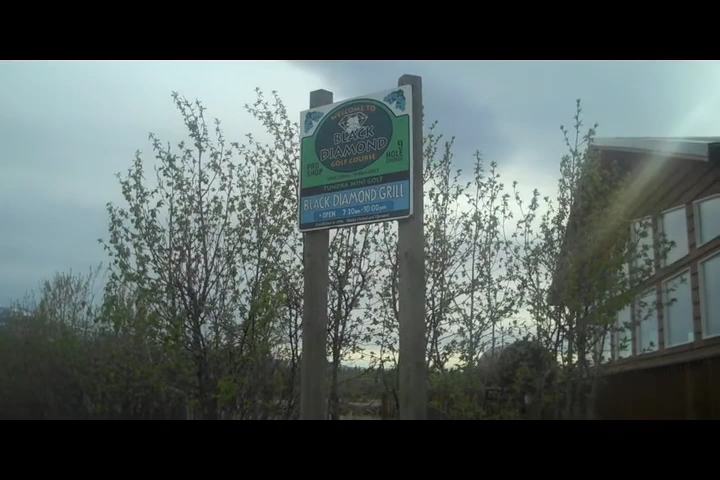 WELCOME TO
BLACK
DIAMOND
GOLF COURSE
PRO
SHOP
9
HOLE
TUNDRA MINI GOLF
BLACK DIAMOND GRILL
OPEN 7:30am-10:00pm